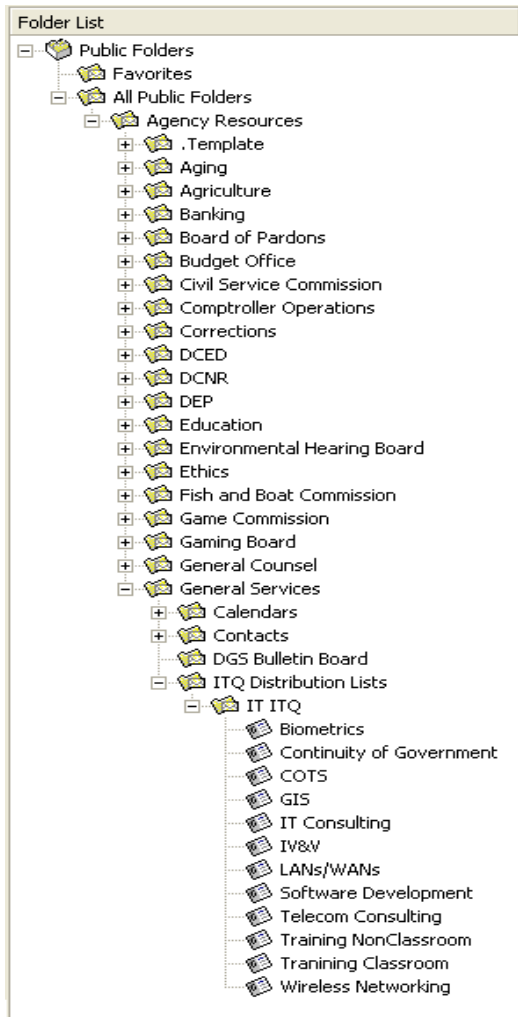 Folder List
Public Folders
Favorites
All Public Folders
Agency Resources
.Template
Aging
Agriculture
Banking
Board of Pardons
Budget Office
Civil Service Commission
Comptroller Operations
Corrections
DCED
DCNR
DEP
Education
Environmental Hearing Board
Ethics
Fish and Boat Commission
Game Commission
Gaming Board
General Counsel
General Services
Calendars
Contacts
DGS Bulletin Board
ITQ Distribution Lists
IT ITQ
Biometrics
Continuity of Government
COTS
GIS
IT Consulting
IV&V
LANs/WANs
Software Development
Telecom Consulting
Training NonClassroom
Tranining Classroom
Wireless Networking